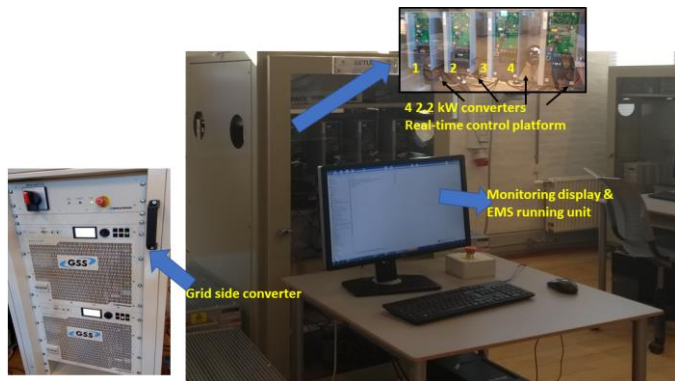 1 2 3 4
4 2.2 kW converters
Real-time control platform
Monitoring display &
EMS running unit
GSS
Grid side converter
GSS